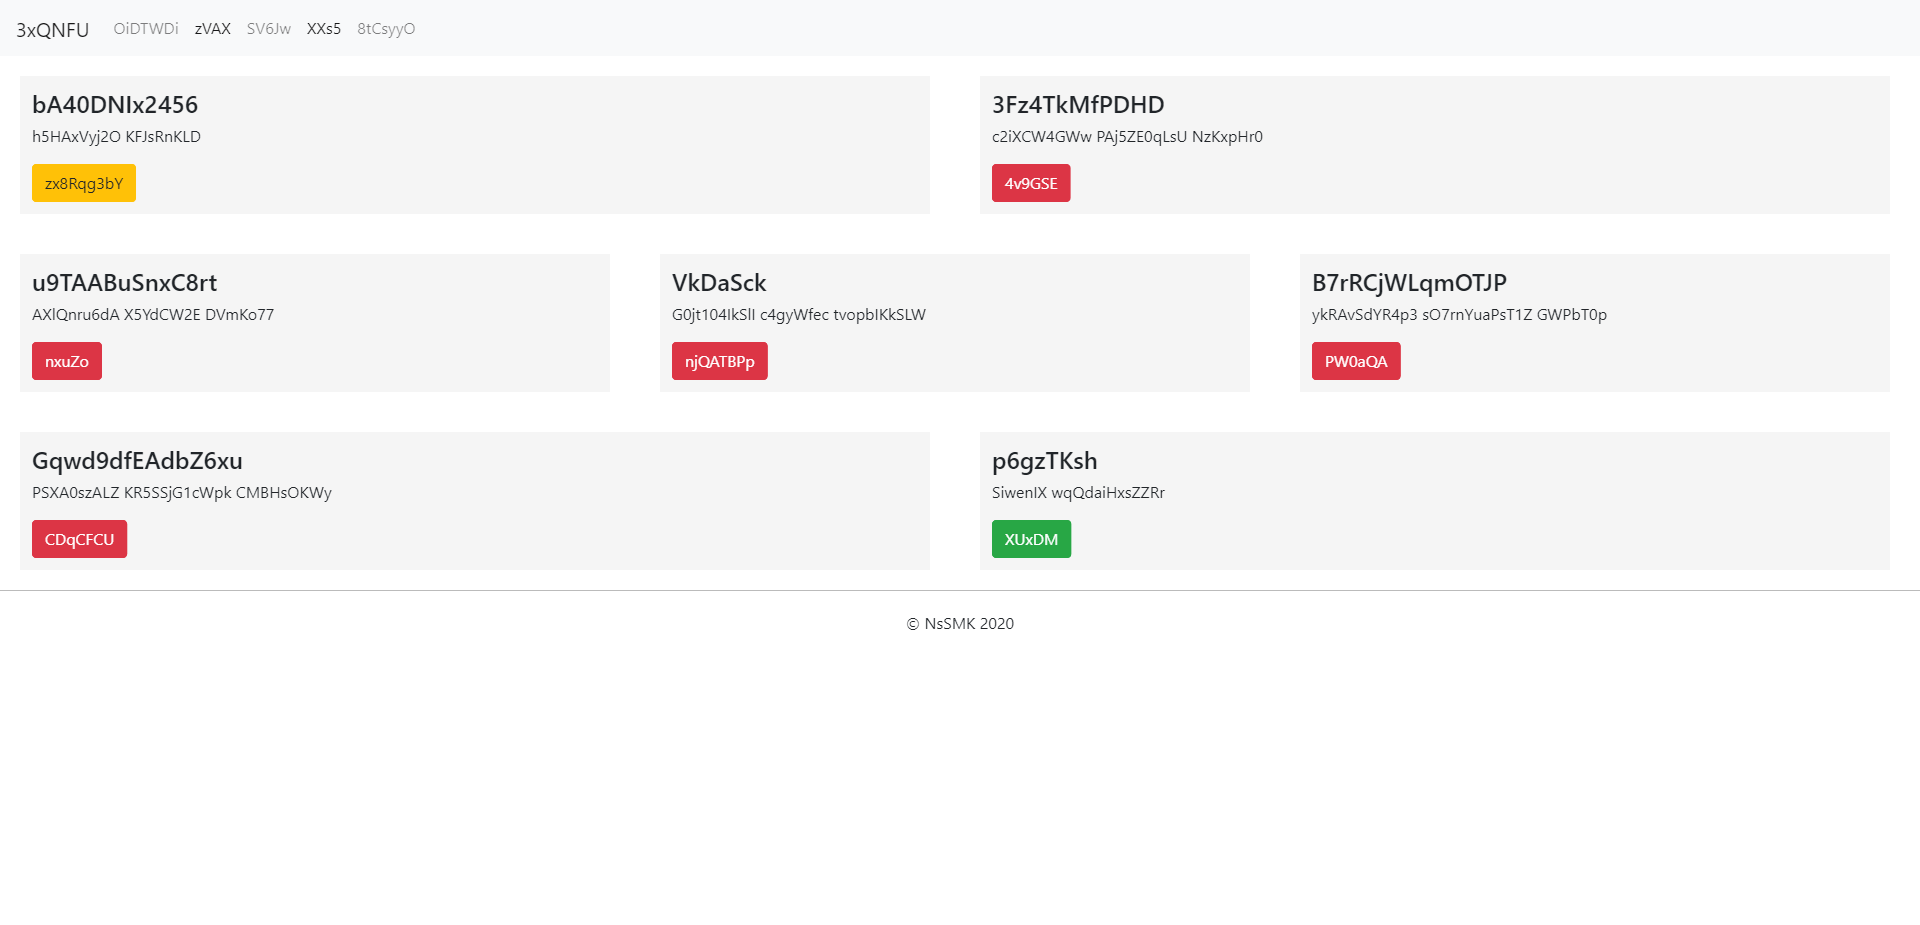 3xQNFU OiDTWDi zVAX SV6Jw XXs5 8tCsyyO
bA40DNIx2456
h5HAxVyj2O KFJsRnKLD
zx8Rqg3bY
3Fz4TkMfPDHD
c2iXCW4GWw PAj5ZE0qLsU NzKxpHr0
4v9GSE
u9TAABuSnxC8rt
AXlQnru6dA X5YdCW2E DVmKo77
nxuZo
VkDaSck
G0jt104IkSlI c4gyWfec tvopbIKkSLW
njQATBPp
B7rRCjWLqmOTJP
ykRAvSdYR4p3 sO7rnYuaPsT1Z GWPbT0p
PW0aQA
Gqwd9dfEAdbZ6xu
PSXA0szALZ KR5SSjG1cWpk CMBHsOKWy
CDqCFCU
p6gzTKsh
SiwenIX wqQdaiHxsZZRr
XUxDM
© NsSMK 2020